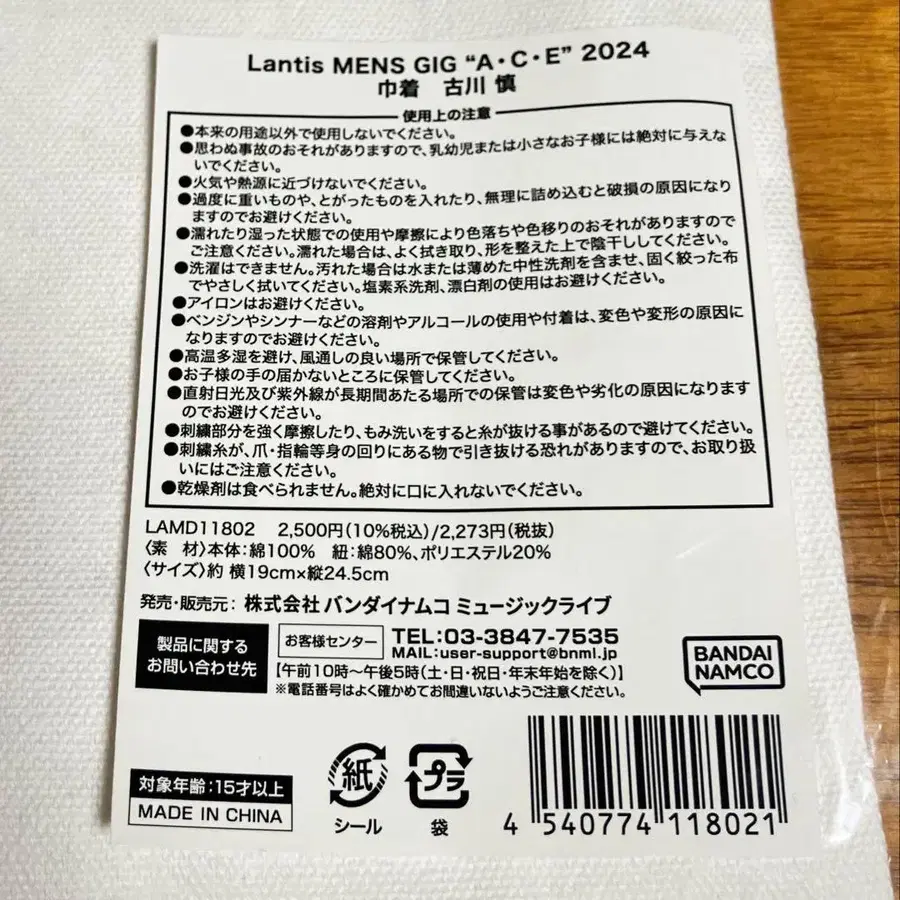 Lantis MENS GIG “A・C・E” 2024
巾着　古川 慎
使用上の注意
●本来の用途以外で使用しないでください。
●思わぬ事故のおそれがありますので、乳幼児または小さなお子様には絶対に与えな
いでください。
●火気や熱源に近づけないでください。
●過度に重いものや、とがったものを入れたり、無理に詰め込むと破損の原因になり
ますのでお避けください。
●濡れたり湿った状態での使用や摩擦により色落ちや色移りのおそれがありますので
ご注意ください。濡れた場合は、よく拭き取り、形を整えた上で陰干ししてください。
●洗濯はできません。汚れた場合は水または薄めた中性洗剤を含ませ、固く絞った布
でやさしく拭いてください。塩素系洗剤、漂白剤の使用はお避けください。
●アイロンはお避けください。
●ベンジンやシンナーなどの溶剤やアルコールの使用や付着は、変色や変形の原因に
なりますのでお避けください。
●高温多湿を避け、風通しの良い場所で保管してください。
●お子様の手の届かないところに保管してください。
●直射日光及び紫外線が長期間あたる場所での保管は変色や劣化の原因になります
のでお避けください。
●刺繍部分を強く摩擦したり、もみ洗いをすると糸が抜ける事があるので避けてください。
●刺繍糸が、爪・指輪等身の回りにある物で引き抜ける恐れがありますので、お取り扱
いにはご注意ください。
●乾燥剤は食べられません。絶対に口に入れないでください。
LAMD11802　2,500円(10%税込)/2,273円(税抜)
〈素　材〉本体:綿100%　紐:綿80%、ポリエステル20%
〈サイズ〉約 横19cm×縦24.5cm
発売・販売元: 株式会社 バンダイナムコ ミュージックライブ
製品に関する
お問い合わせ先
お客様センター
TEL:03-3847-7535
MAIL:user-support@bnml.jp
【午前10時～午後5時(土・日・祝日・年末年始を除く)】
※電話番号はよく確かめてお間違いないようご注意ください。
BANDAI
NAMCO
対象年齢:15才以上
MADE IN CHINA
紙
シール
プラ
袋
4 540774 118021